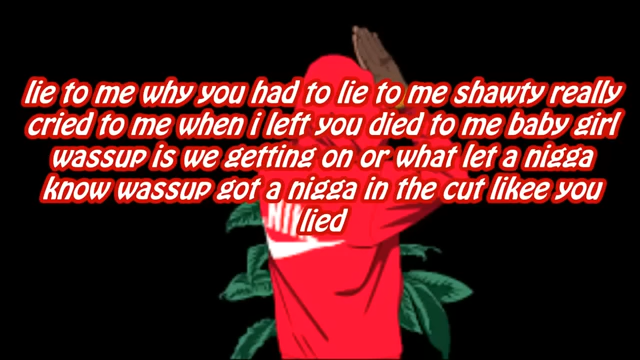 lie to me why you had to lie to me shawty really
cried to me when i left you died to me baby girl
wassup is we getting on or what let a nigga
know wassup got a nigga in the cut likee you
lied
NI